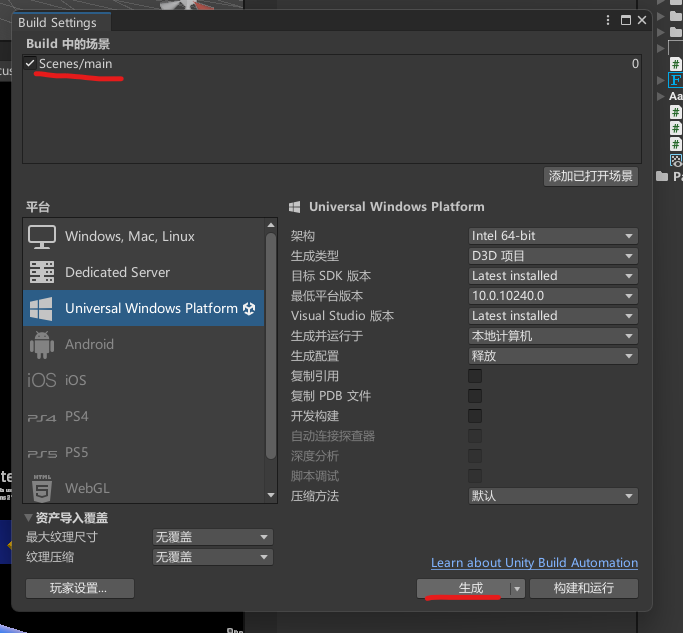 Build Settings
Build 中的场景
Scenes/main
0
添加已打开场景
平台
Windows, Mac, Linux
Dedicated Server
Universal Windows Platform
Android
iOS iOS
PS4
PS5
HTML
WebGL
Universal Windows Platform
架构 Intel 64-bit
生成类型 D3D 项目
目标 SDK 版本 Latest installed
最低平台版本 10.0.10240.0
Visual Studio 版本 Latest installed
生成并运行于 本地计算机
生成配置 释放
复制引用
复制 PDB 文件
开发构建
自动连接探查器
深度分析
脚本调试
压缩方法 默认
资产导入覆盖
最大纹理尺寸 无覆盖
纹理压缩 无覆盖
Learn about Unity Build Automation
玩家设置...
生成
构建和运行
Aa